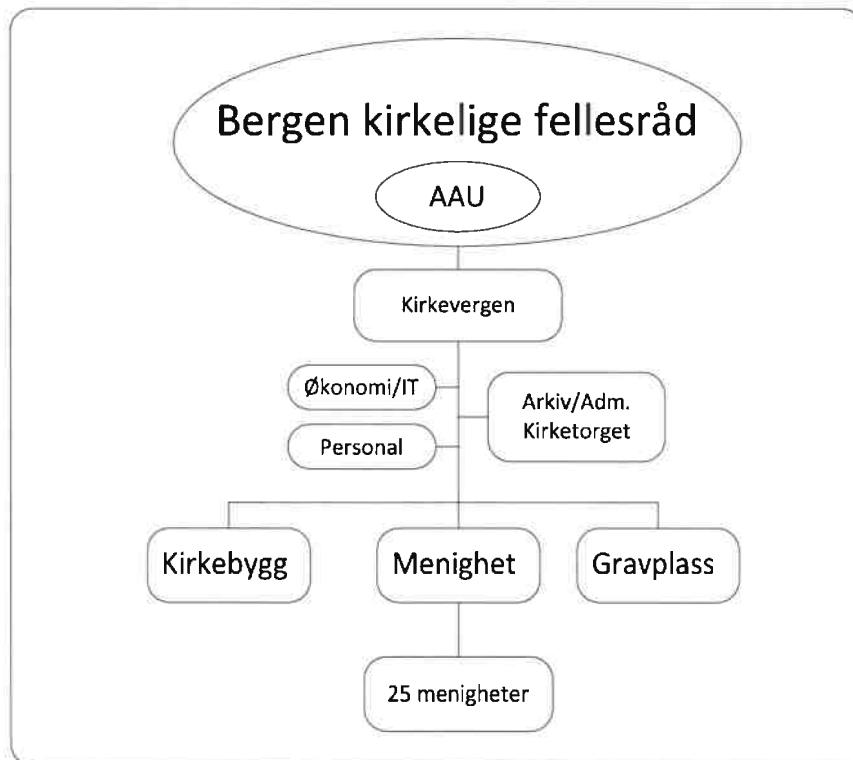 Bergen kirkelige fellesråd
AAU
Kirkevergen
Økonomi/IT
Arkiv/Adm.
Kirketorget
Personal
Kirkebygg
Menighet
Gravplass
25 menigheter